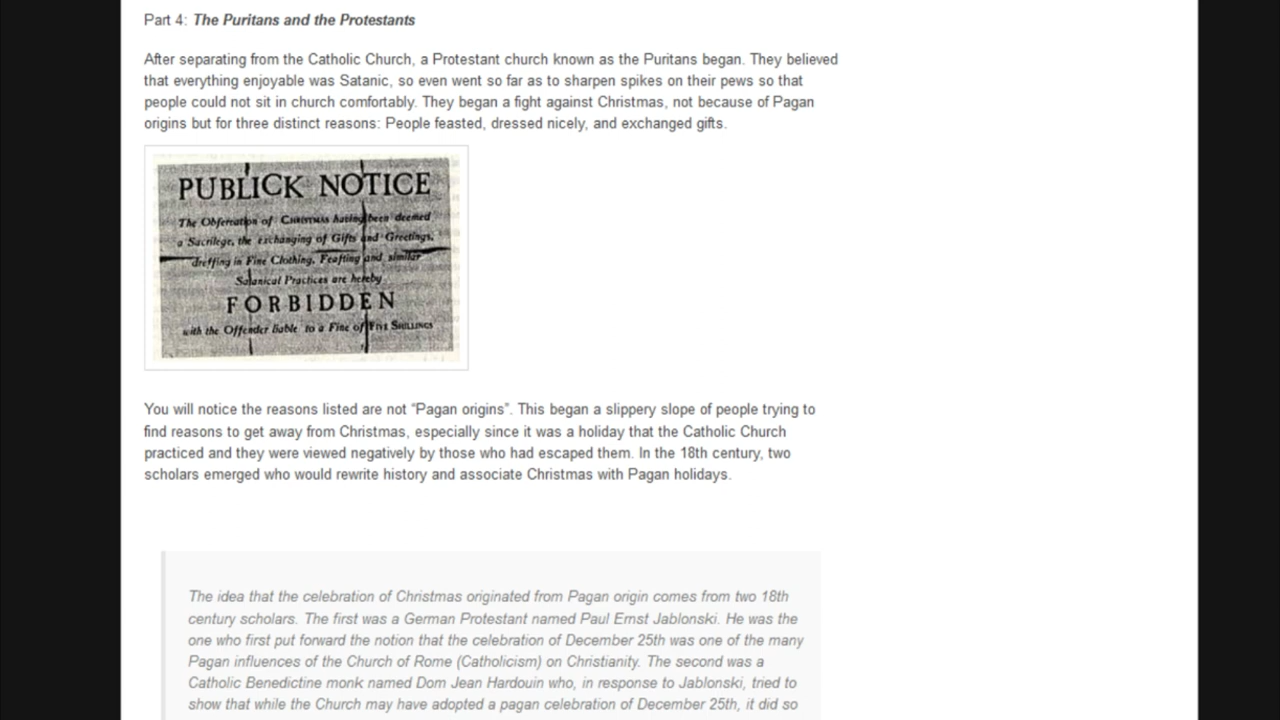 Part 4: The Puritans and the Protestants
After separating from the Catholic Church, a Protestant church known as the Puritans began. They believed
that everything enjoyable was Satanic, so even went so far as to sharpen spikes on their pews so that
people could not sit in church comfortably. They began a fight against Christmas, not because of Pagan
origins but for three distinct reasons: People feasted, dressed nicely, and exchanged gifts.
PUBLICK NOTICE
The Obſervation of CHRISTMAS having been deemed
a Sacrilege, the exchanging of Gifts and Greetings,
dreſſing in Fine Clothing, Feaſting and similar
Satanical Practices are hereby
FORBIDDEN
with the Offender liable to a Fine of FIVE SHILLINGS
You will notice the reasons listed are not “Pagan origins”. This began a slippery slope of people trying to
find reasons to get away from Christmas, especially since it was a holiday that the Catholic Church
practiced and they were viewed negatively by those who had escaped them. In the 18th century, two
scholars emerged who would rewrite history and associate Christmas with Pagan holidays.
The idea that the celebration of Christmas originated from Pagan origin comes from two 18th
century scholars. The first was a German Protestant named Paul Ernst Jablonski. He was the
one who first put forward the notion that the celebration of December 25th was one of the many
Pagan influences of the Church of Rome (Catholicism) on Christianity. The second was a
Catholic Benedictine monk named Dom Jean Hardouin who, in response to Jablonski, tried to
show that while the Church may have adopted a pagan celebration of December 25th, it did so